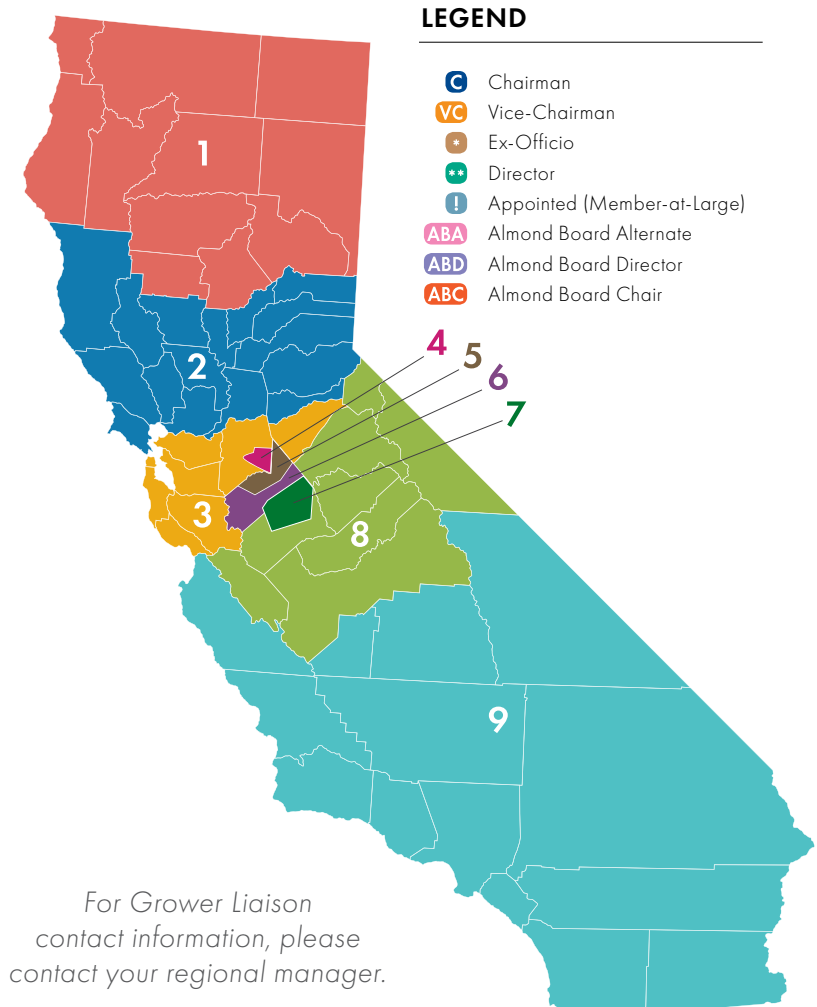 LEGEND
C Chairman
VC Vice-Chairman
* Ex-Officio
** Director
! Appointed (Member-at-Large)
ABA Almond Board Alternate
ABD Almond Board Director
ABC Almond Board Chair
1
2
3
4
5
6
7
8
9
For Grower Liaison
contact information, please
contact your regional manager.